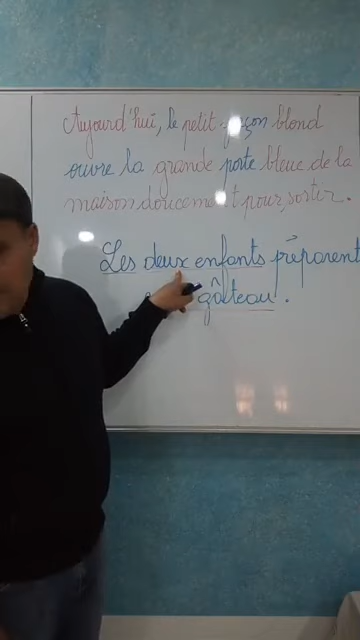 Aujourd'hui, le petit garçon blond
ouvre la grande porte bleue de la
maison doucement pour sortir.
Les deux enfants préparent
gâteau.